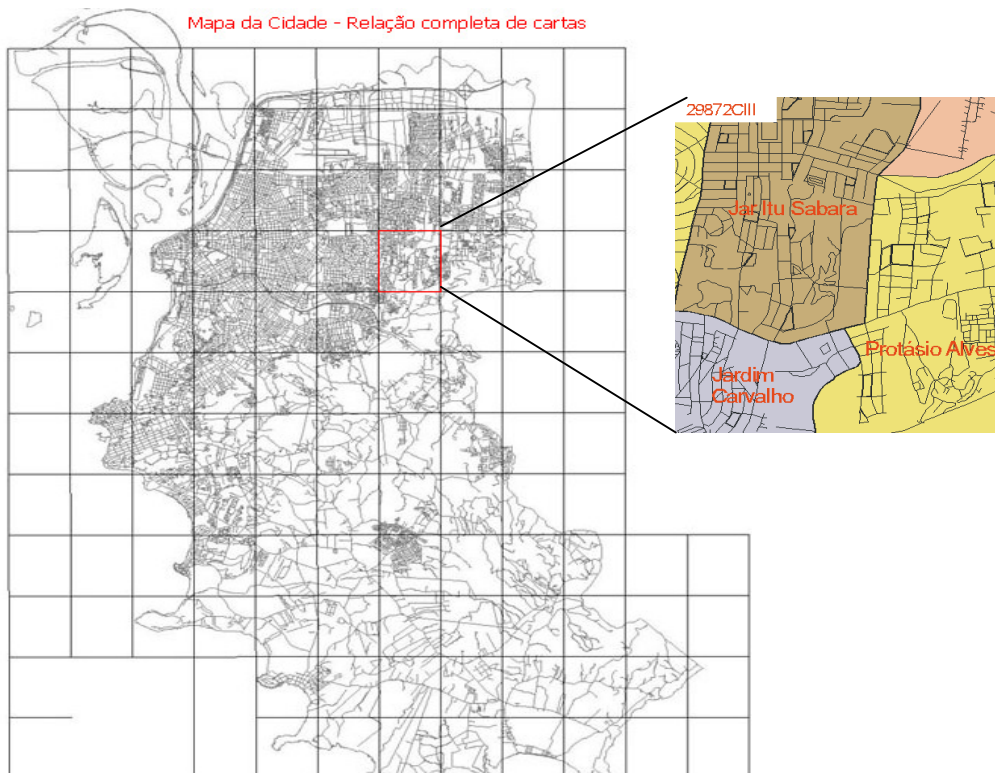 Mapa da Cidade - Relação completa de cartas
29872CIII
Jar Itu Sabara
Protásio Alves
Jardim
Carvalho